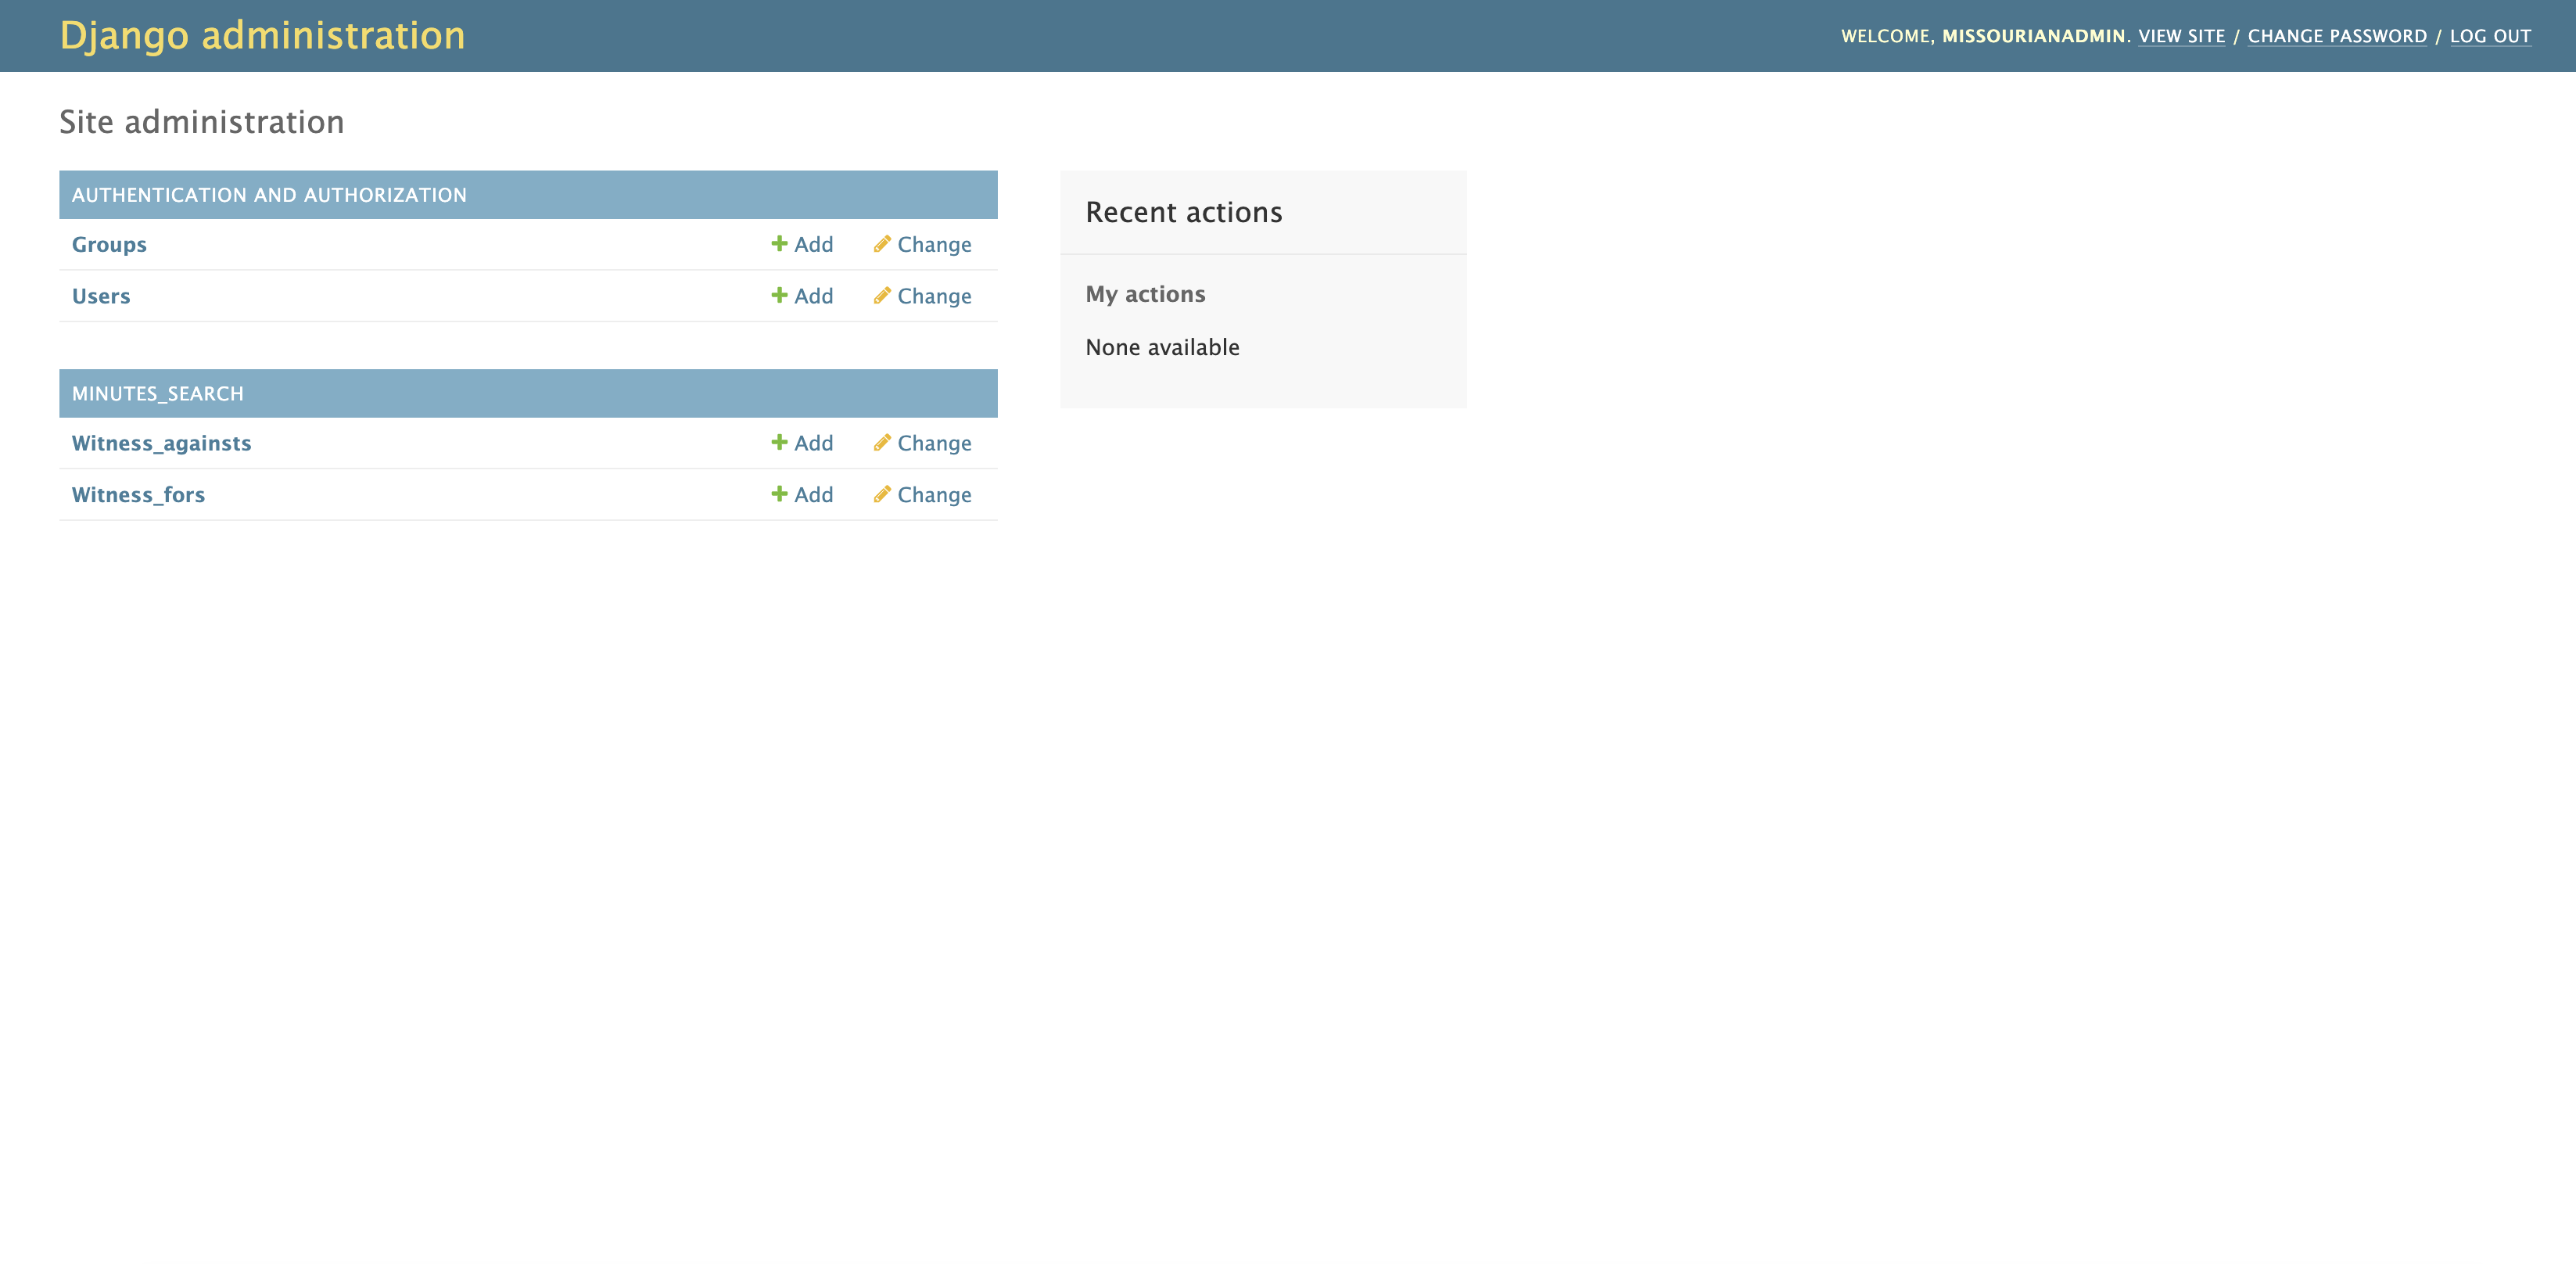 Django administration
WELCOME, MISSOURIANADMIN. VIEW SITE / CHANGE PASSWORD / LOG OUT
Site administration
AUTHENTICATION AND AUTHORIZATION
Groups Add Change
Users Add Change
MINUTES_SEARCH
Witness_againsts Add Change
Witness_fors Add Change
Recent actions
My actions
None available